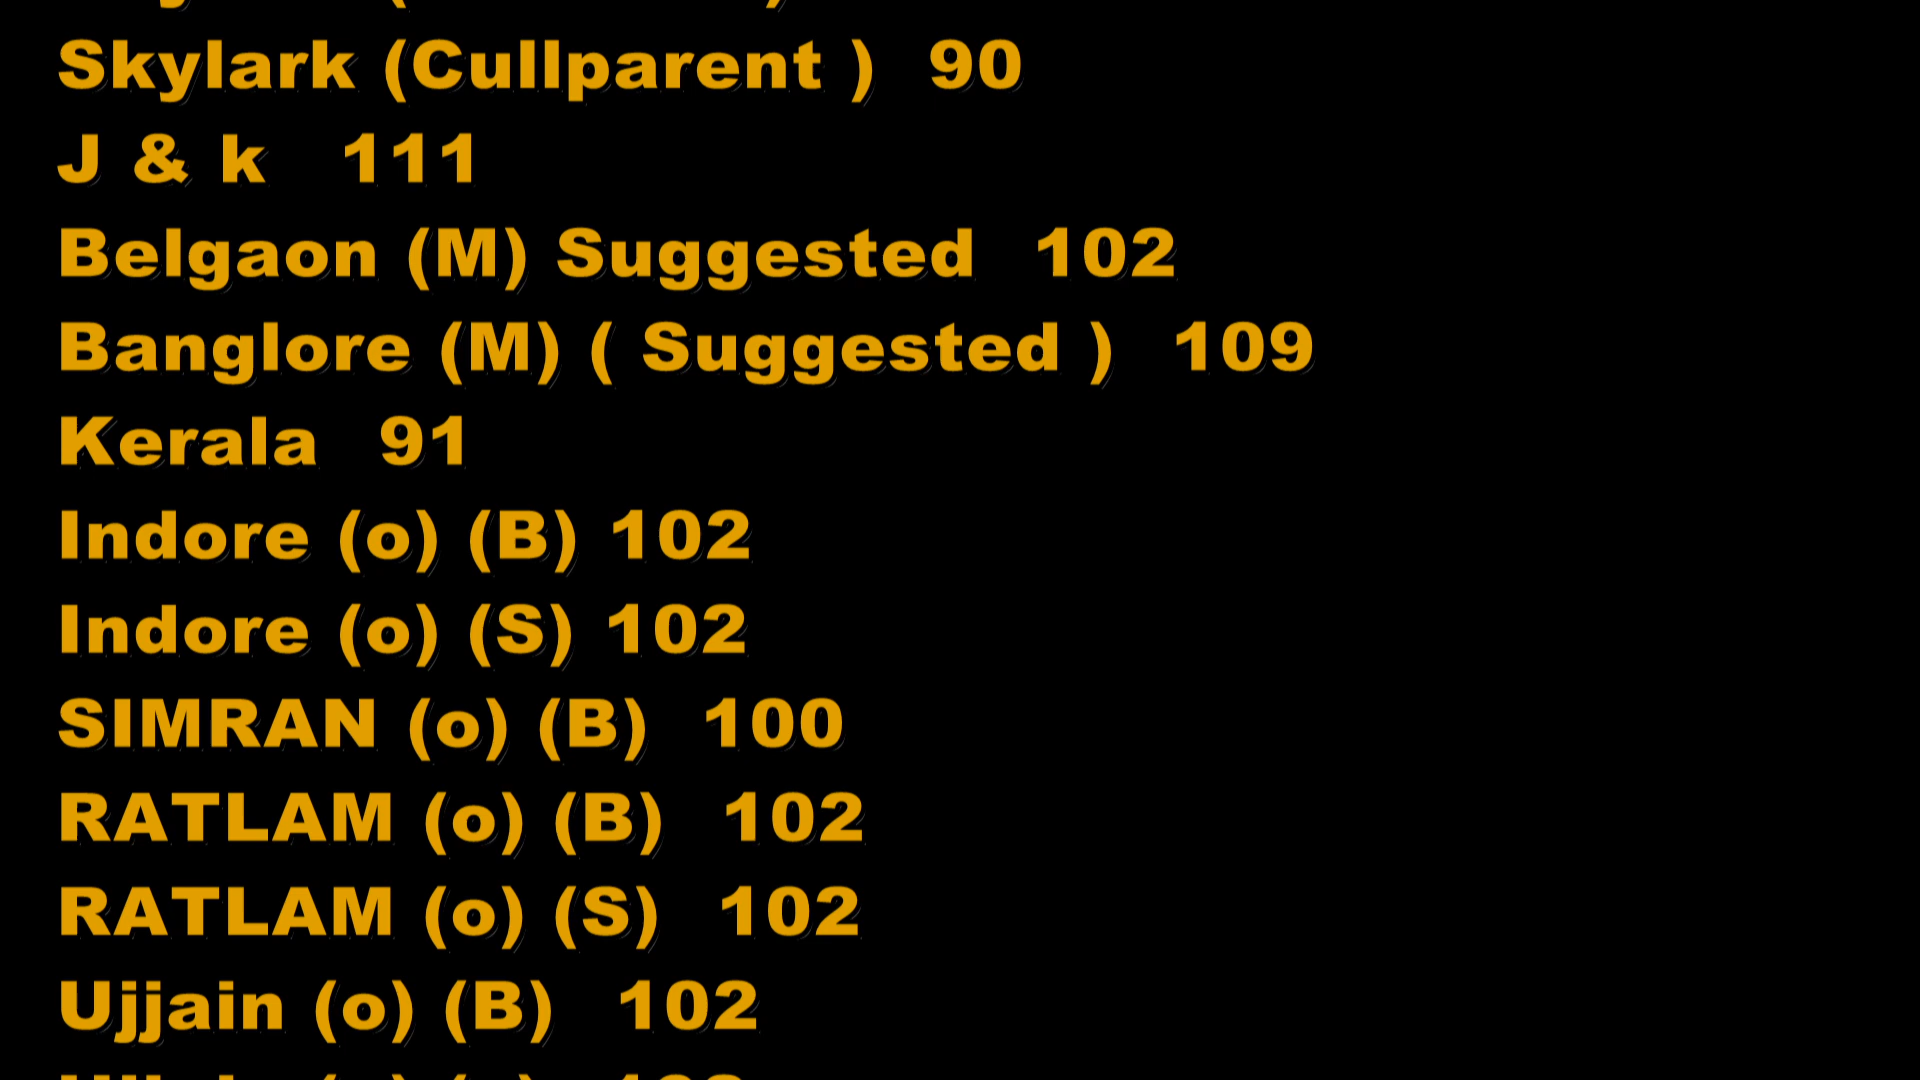 Skylark (Cullparent ) 90
J & k 111
Belgaon (M) Suggested 102
Banglore (M) ( Suggested ) 109
Kerala 91
Indore (o) (B) 102
Indore (o) (S) 102
SIMRAN (o) (B) 100
RATLAM (o) (B) 102
RATLAM (o) (S) 102
Ujjain (o) (B) 102